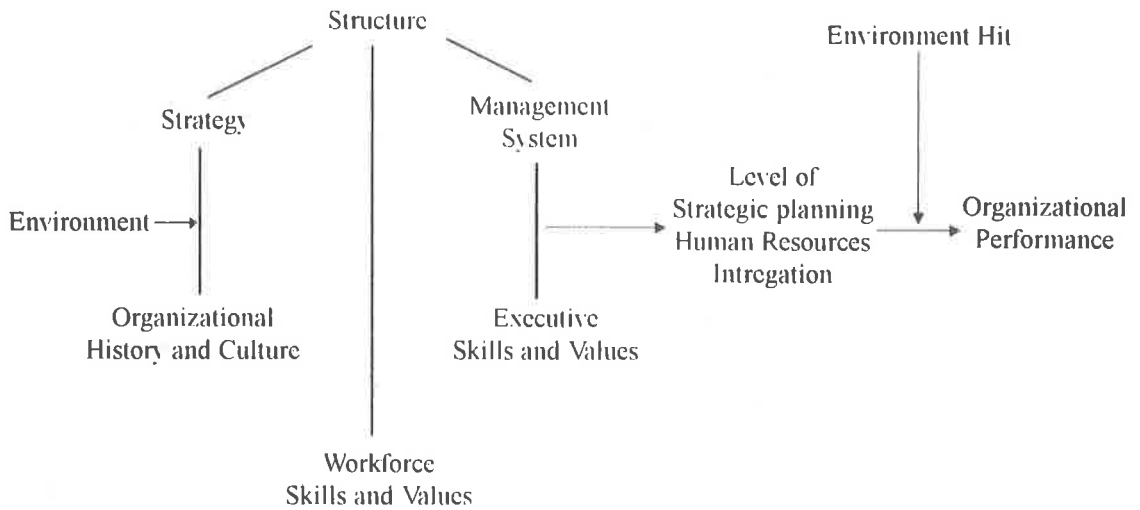 Structure
Environment Hit
Strategy
Management
System
Level of
Strategic planning
Human Resources
Intregation
Environment
Organizational
Performance
Organizational
History and Culture
Executive
Skills and Values
Workforce
Skills and Values